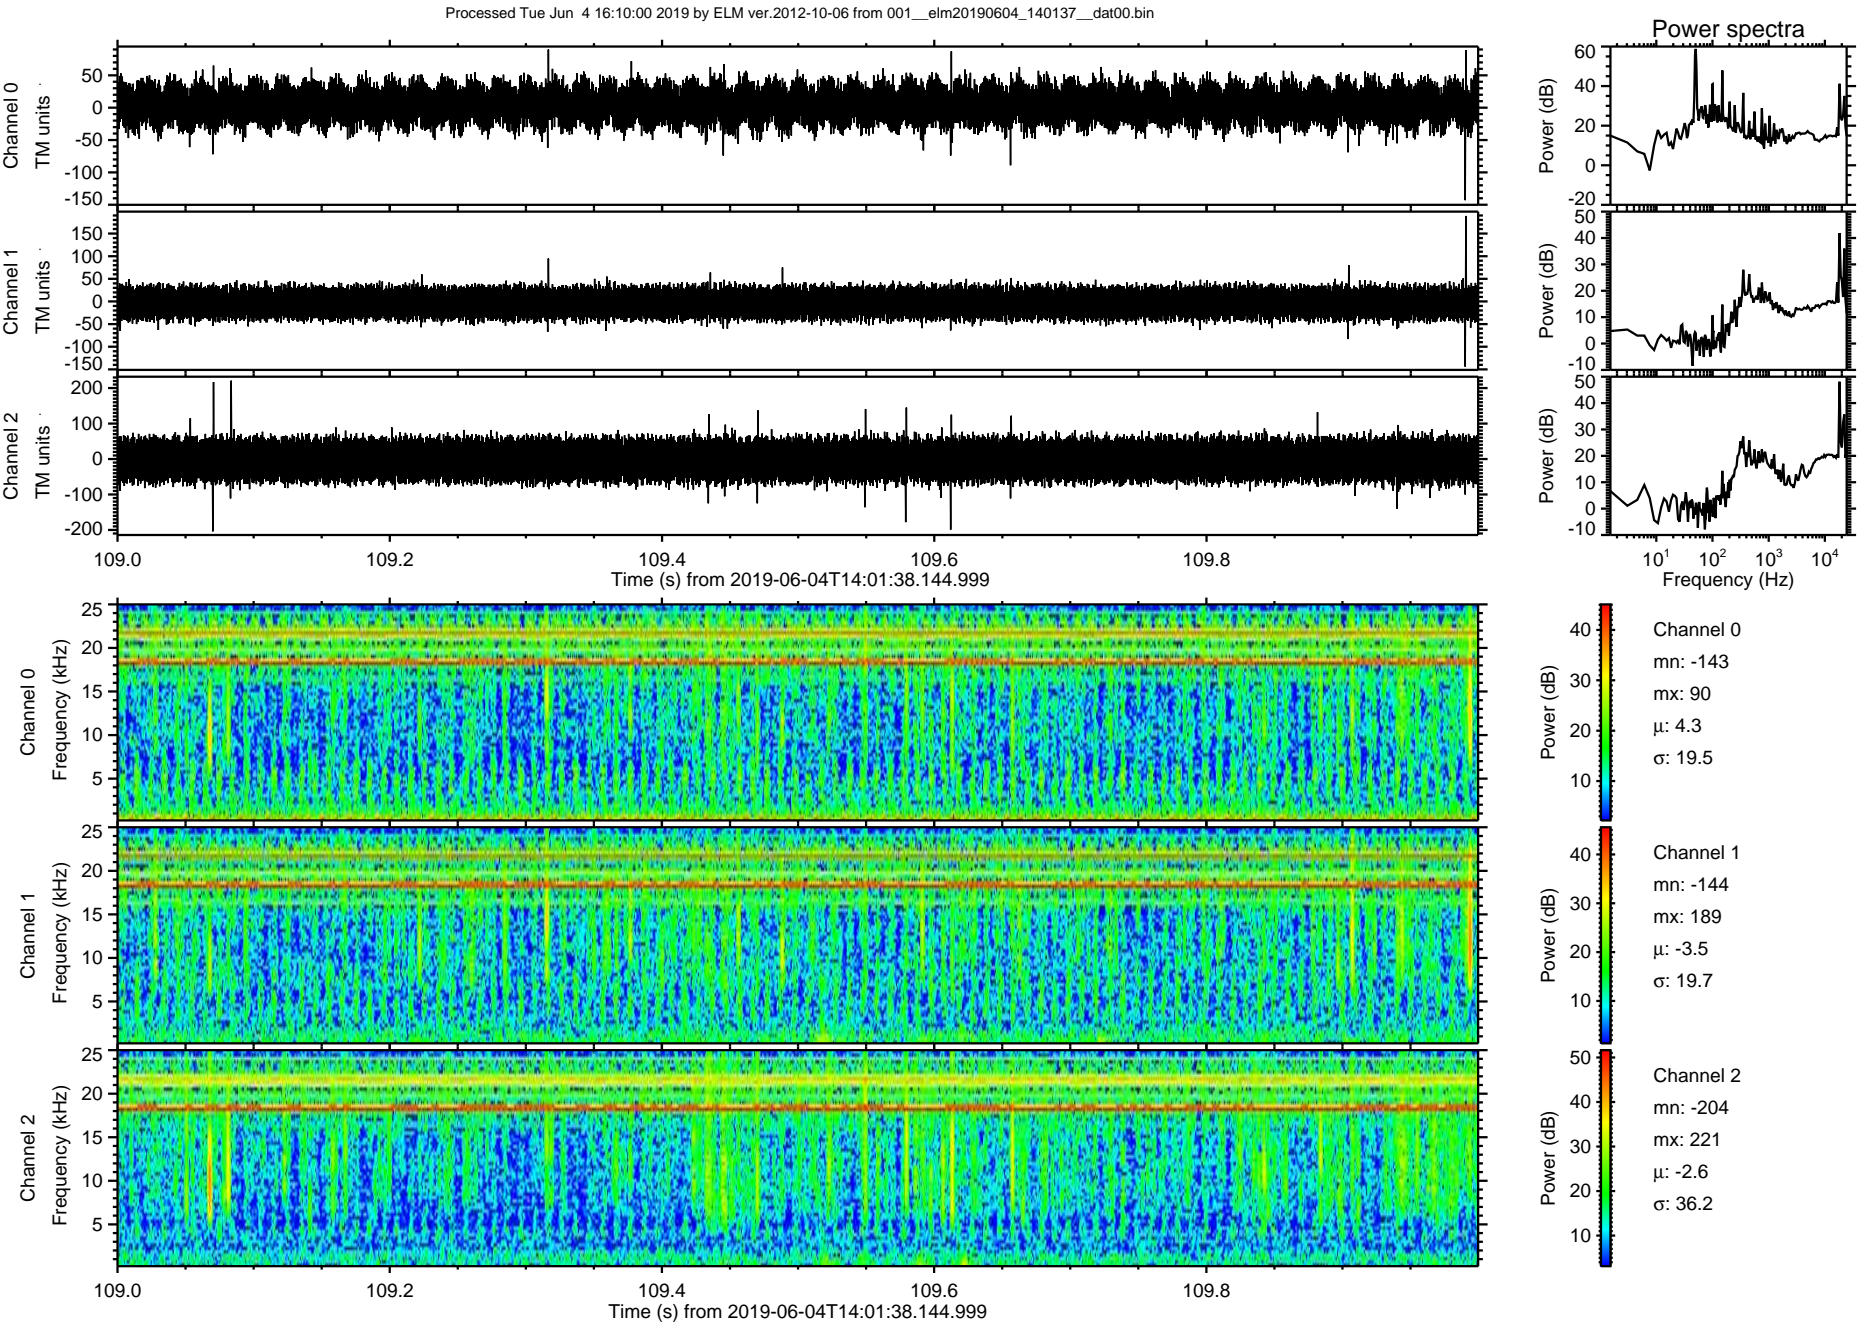 Processed Tue Jun  4 16:10:00 2019 by ELM ver.2012-10-06 from 001__elm20190604_140137__dat00.bin
Power spectra
Channel 0
TM units
50
0
-50
-100
-150
Power (dB)
60
40
20
0
-20
Channel 1
TM units
150
100
50
0
-50
-100
-150
Power (dB)
50
40
30
20
10
0
-10
Channel 2
TM units
200
100
0
-100
-200
Power (dB)
50
40
30
20
10
0
-10
109.0 109.2 109.4 109.6 109.8
Time (s) from 2019-06-04T14:01:38.144.999
10^1 10^2 10^3 10^4
Frequency (Hz)
Channel 0
Frequency (kHz)
25
20
15
10
5
Power (dB)
40
30
20
10
Channel 0
mn: -143
mx: 90
μ: 4.3
σ: 19.5
Channel 1
Frequency (kHz)
25
20
15
10
5
Power (dB)
40
30
20
10
Channel 1
mn: -144
mx: 189
μ: -3.5
σ: 19.7
Channel 2
Frequency (kHz)
25
20
15
10
5
Power (dB)
50
40
30
20
10
Channel 2
mn: -204
mx: 221
μ: -2.6
σ: 36.2
109.0 109.2 109.4 109.6 109.8
Time (s) from 2019-06-04T14:01:38.144.999